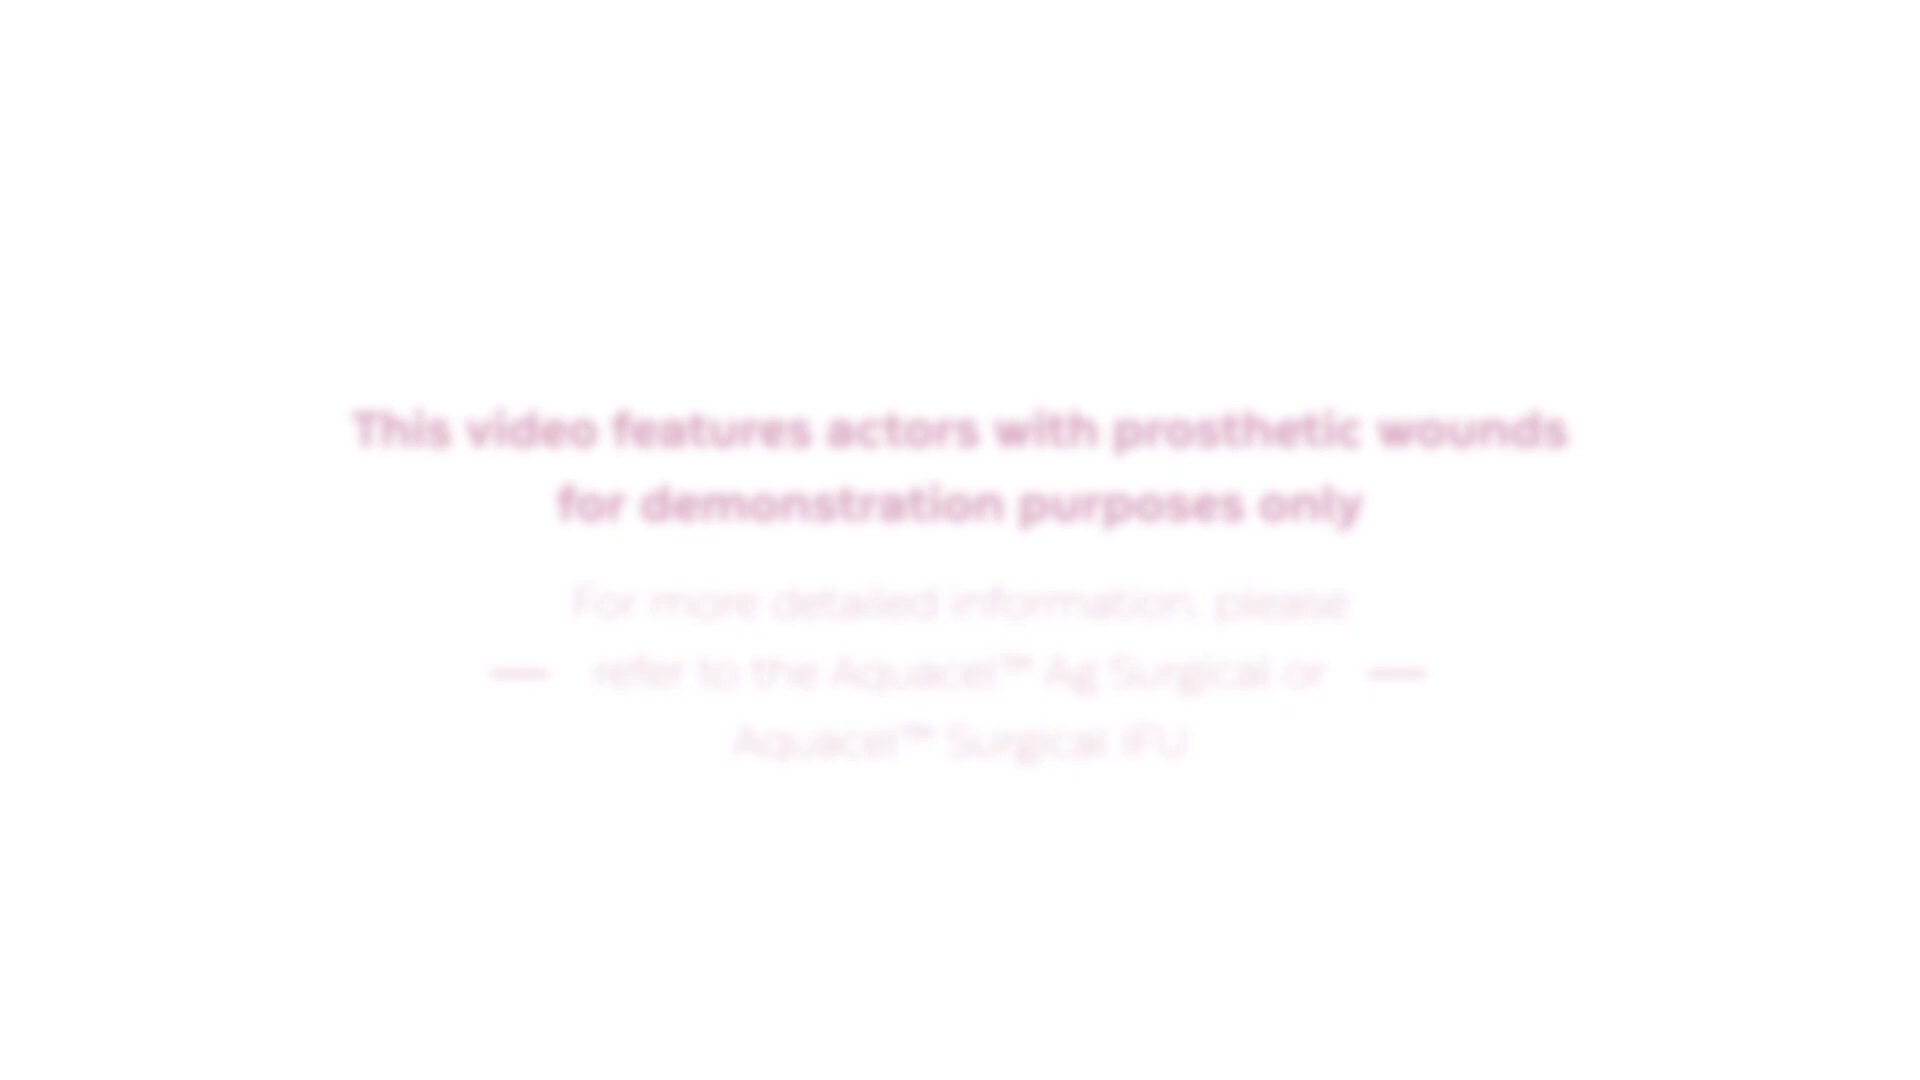 This video features actors with prosthetic wounds
for demonstration purposes only
For more detailed information, please
refer to the Aquacel™ Ag Surgical or
Aquacel™ Surgical IFU